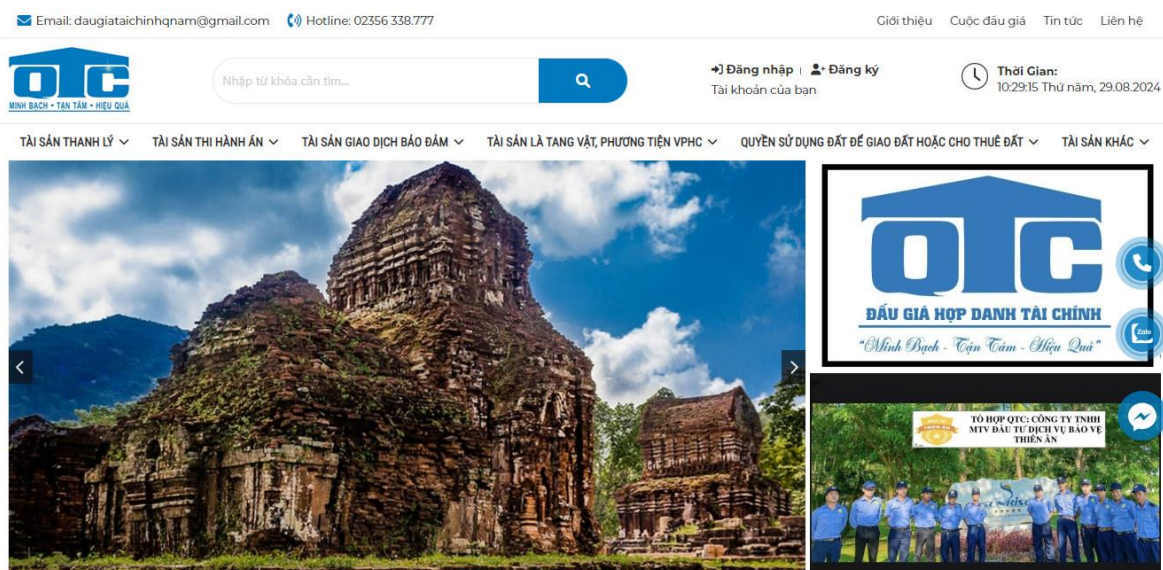 Email: daugiataichinhqnam@gmail.com
Hotline: 02356 338.777
Giới thiệu
Cuộc đấu giá
Tin tức
Liên hệ
QTC
MINH BẠCH • TẬN TÂM • HIỆU QUẢ
Nhập từ khóa cần tìm...
Đăng nhập
Đăng ký
Tài khoản của bạn
Thời Gian:
10:29:15 Thứ năm, 29.08.2024
TÀI SẢN THANH LÝ
TÀI SẢN THI HÀNH ÁN
TÀI SẢN GIAO DỊCH BẢO ĐẢM
TÀI SẢN LÀ TANG VẬT, PHƯƠNG TIỆN VPHC
QUYỀN SỬ DỤNG ĐẤT ĐỂ GIAO ĐẤT HOẶC CHO THUÊ ĐẤT
TÀI SẢN KHÁC
QTC
ĐẤU GIÁ HỢP DANH TÀI CHÍNH
"Minh Bạch - Tận Tâm - Hiệu Quả"
Zalo
THIÊN ÂN
TỔ HỢP QTC: CÔNG TY TNHH
MTV ĐẦU TƯ DỊCH VỤ BẢO VỆ
THIÊN ÂN